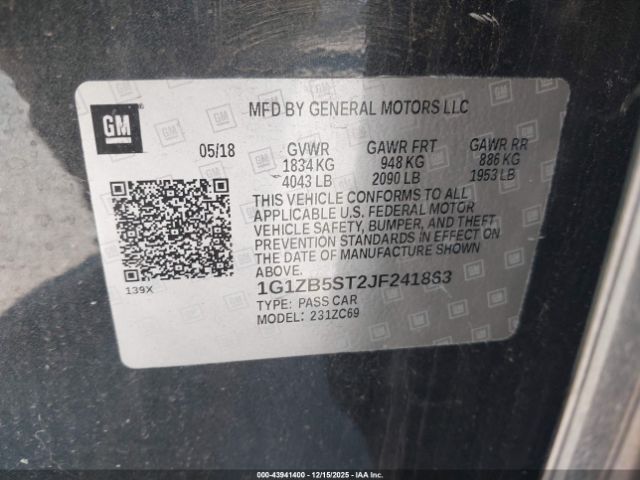 GM
MFD BY GENERAL MOTORS LLC
05/18 GVWR GAWR FRT GAWR RR
1834 KG 948 KG 886 KG
4043 LB 2090 LB 1953 LB
THIS VEHICLE CONFORMS TO ALL
APPLICABLE U.S. FEDERAL MOTOR
VEHICLE SAFETY, BUMPER, AND THEFT
PREVENTION STANDARDS IN EFFECT ON
THE DATE OF MANUFACTURE SHOWN
ABOVE.
139X
1G1ZB5ST2JF241863
TYPE: PASS CAR
MODEL: 231ZC69
000-43941400 - 12/15/2025 - IAA, Inc.